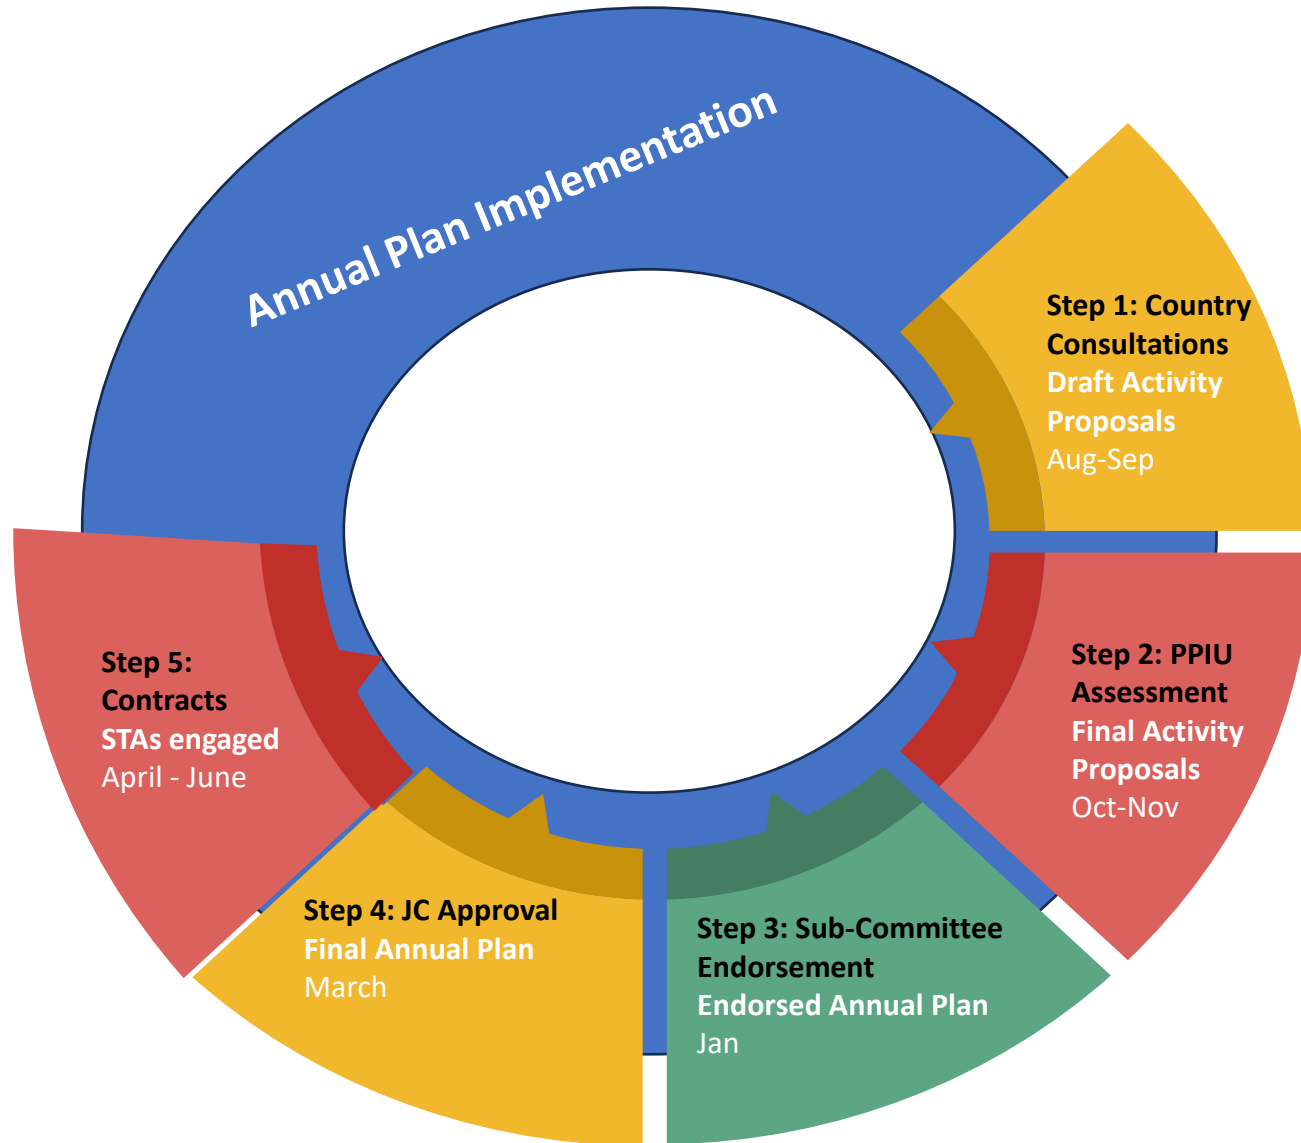 Annual Plan Implementation
Step 1: Country
Consultations
Draft Activity
Proposals
Aug-Sep
Step 2: PPIU
Assessment
Final Activity
Proposals
Oct-Nov
Step 3: Sub-Committee
Endorsement
Endorsed Annual Plan
Jan
Step 4: JC Approval
Final Annual Plan
March
Step 5:
Contracts
STAs engaged
April - June